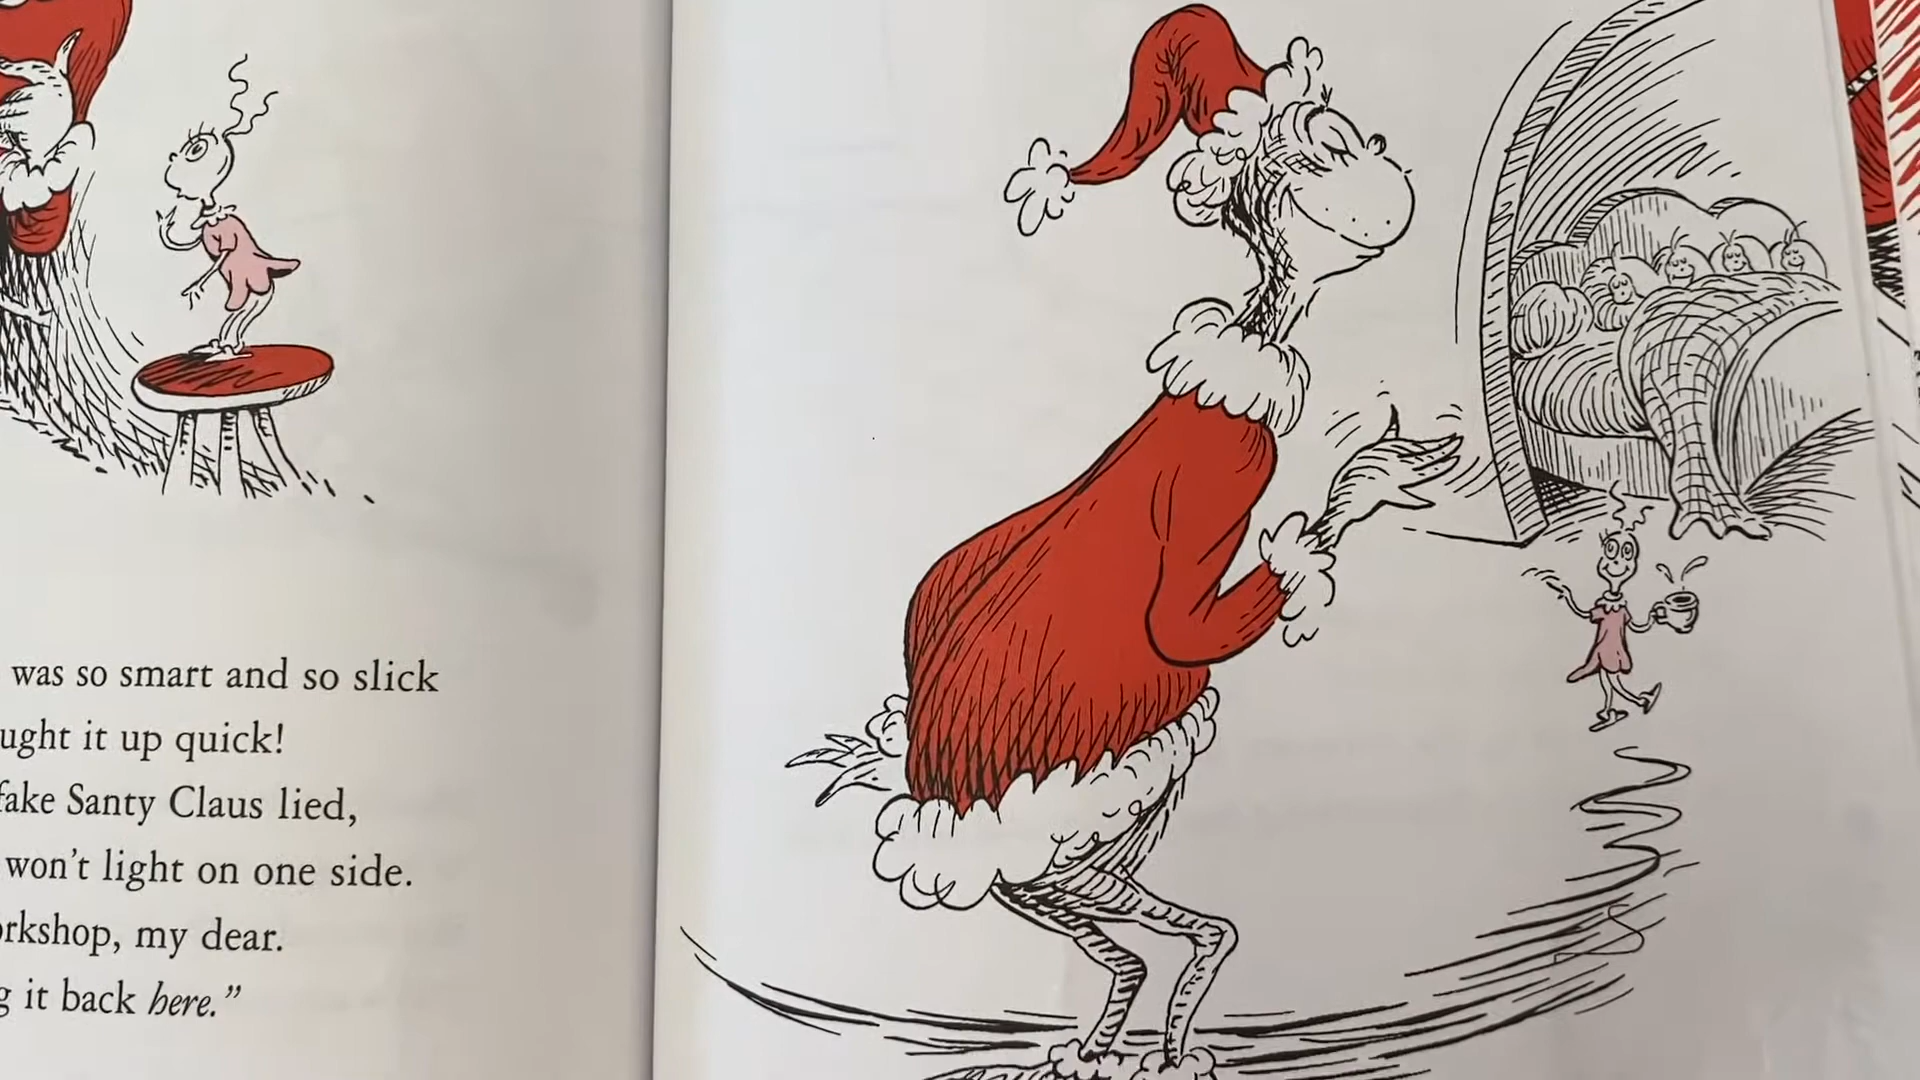 was so smart and so slick
ught it up quick!
fake Santy Claus lied,
won't light on one side.
rkshop, my dear.
g it back here."